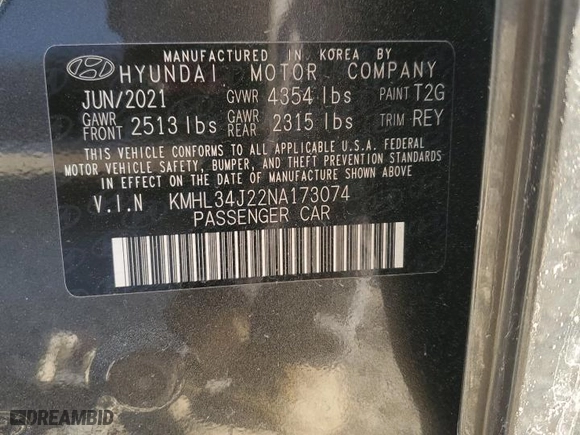 MANUFACTURED IN KOREA BY
HYUNDAI MOTOR COMPANY
JUN/2021 GVWR 4354 lbs PAINT T2G
GAWR FRONT 2513 lbs GAWR REAR 2315 lbs TRIM REY
THIS VEHICLE CONFORMS TO ALL APPLICABLE U.S.A. FEDERAL
MOTOR VEHICLE SAFETY, BUMPER, AND THEFT PREVENTION STANDARDS
IN EFFECT ON THE DATE OF MANUFACTURE SHOWN ABOVE.
V.I.N KMHL34J22NA173074
PASSENGER CAR
DREAMBID